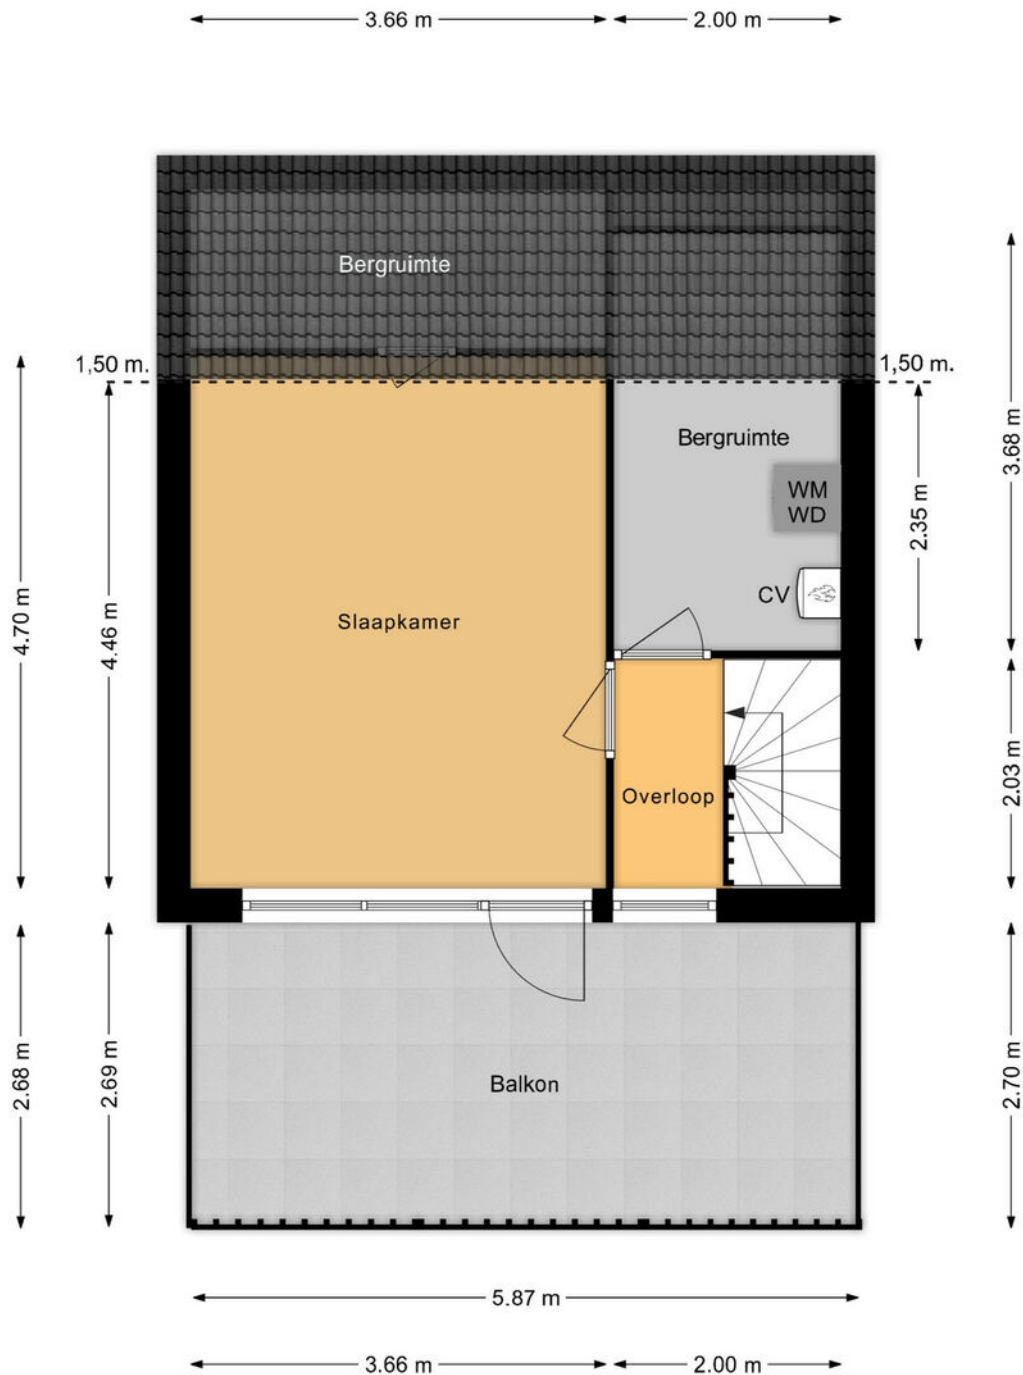 3.66 m
2.00 m
Bergruimte
1,50 m.
1,50 m.
Bergruimte
WM
WD
CV
3.68 m
2.35 m
4.70 m
4.46 m
Slaapkamer
Overloop
2.03 m
2.68 m
2.69 m
Balkon
2.70 m
5.87 m
3.66 m
2.00 m